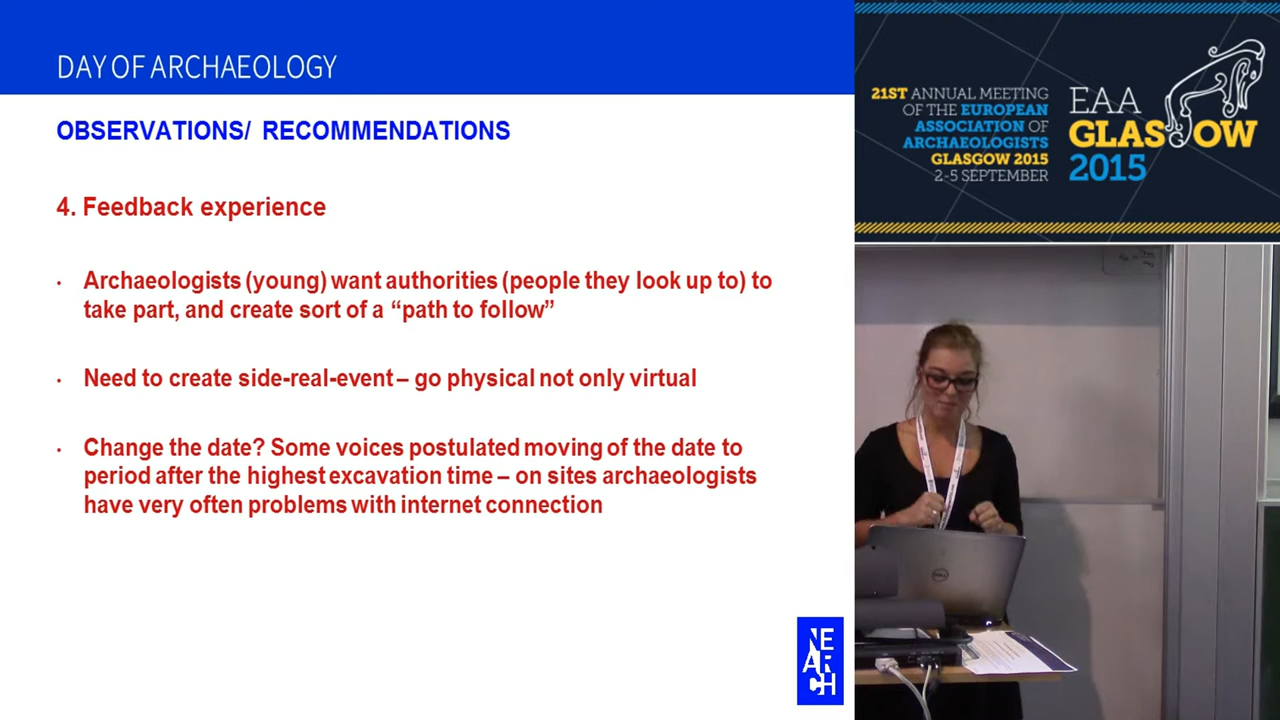 DAY OF ARCHAEOLOGY
OBSERVATIONS/ RECOMMENDATIONS
4. Feedback experience
• Archaeologists (young) want authorities (people they look up to) to
take part, and create sort of a “path to follow”
• Need to create side-real-event – go physical not only virtual
• Change the date? Some voices postulated moving of the date to
period after the highest excavation time – on sites archaeologists
have very often problems with internet connection
NE
AR
CH
21ST ANNUAL MEETING
OF THE EUROPEAN
ASSOCIATION OF
ARCHAEOLOGISTS
GLASGOW 2015
2-5 SEPTEMBER
EAA
GLASGOW
2015
DELL